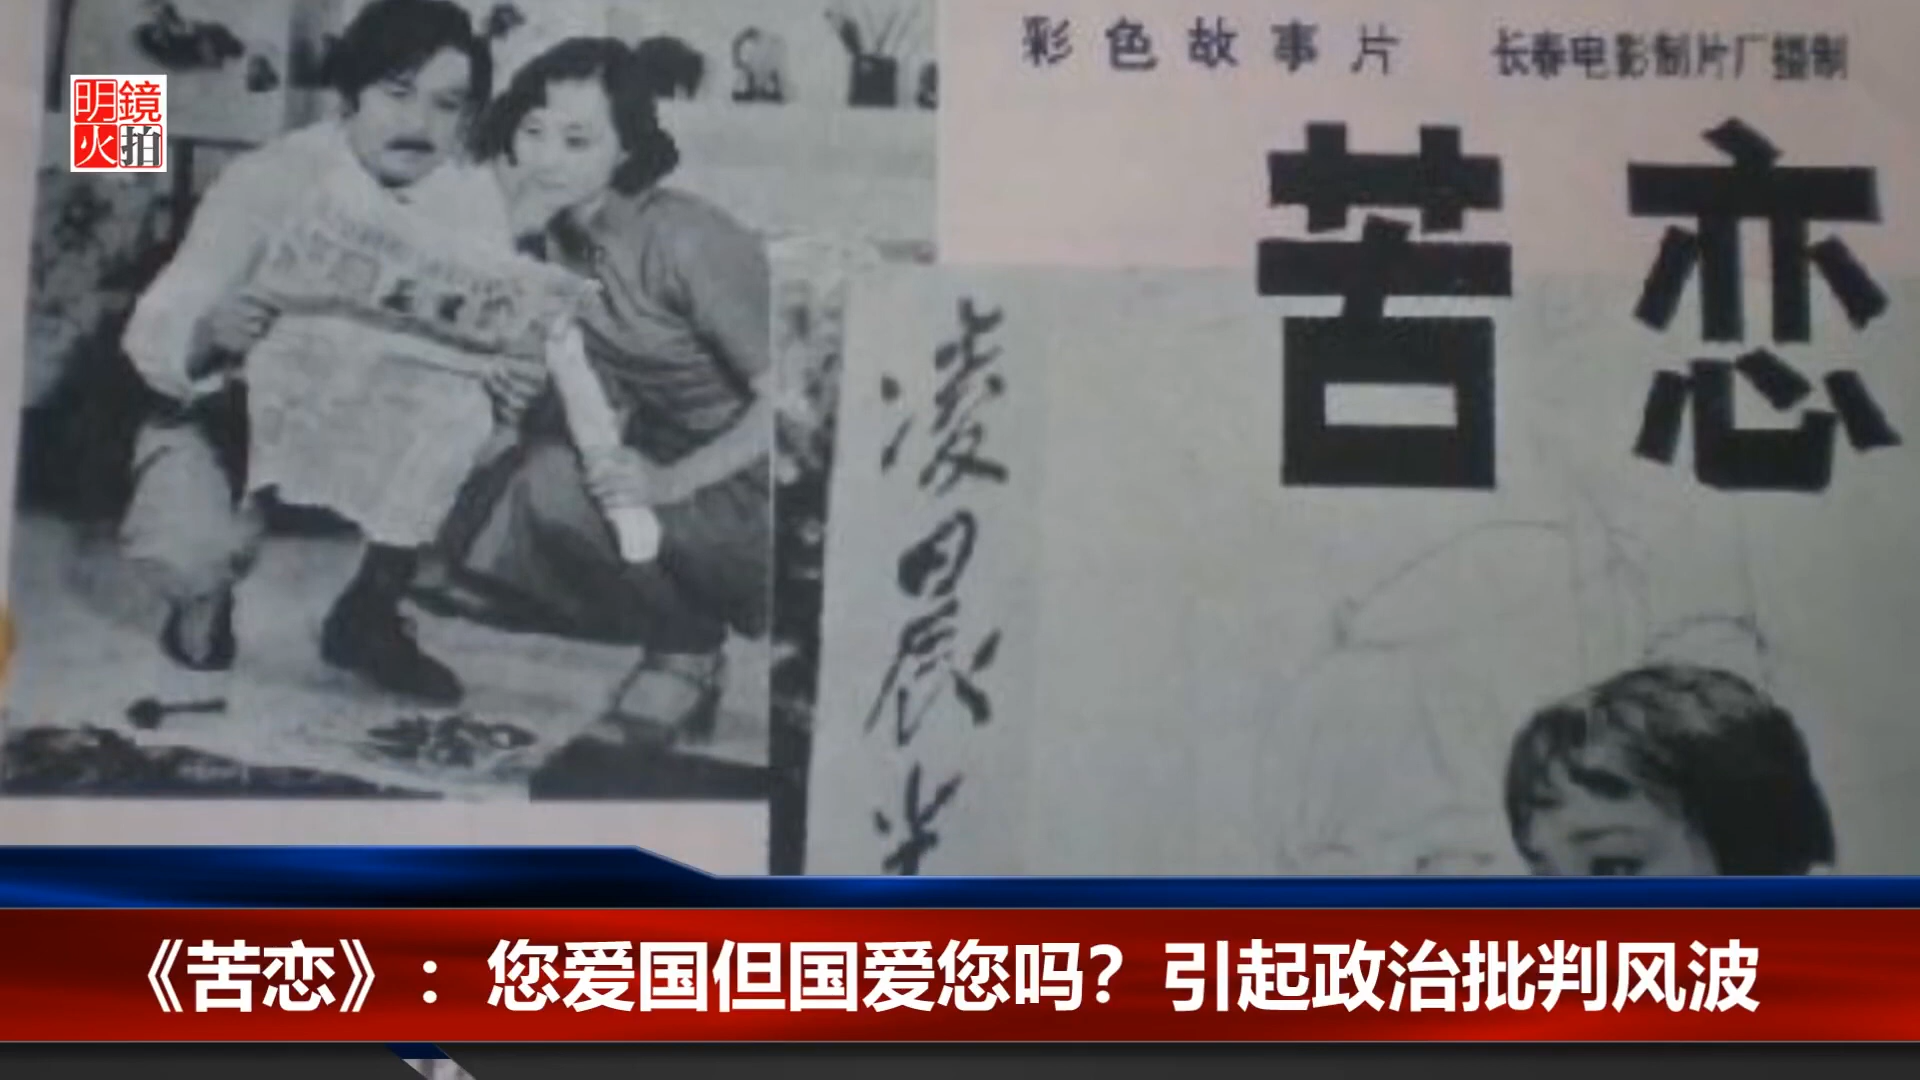 明鏡
火拍
彩色故事片 长春电影制片厂摄制
苦恋
凌晨光
《苦恋》：您爱国但国爱您吗？引起政治批判风波